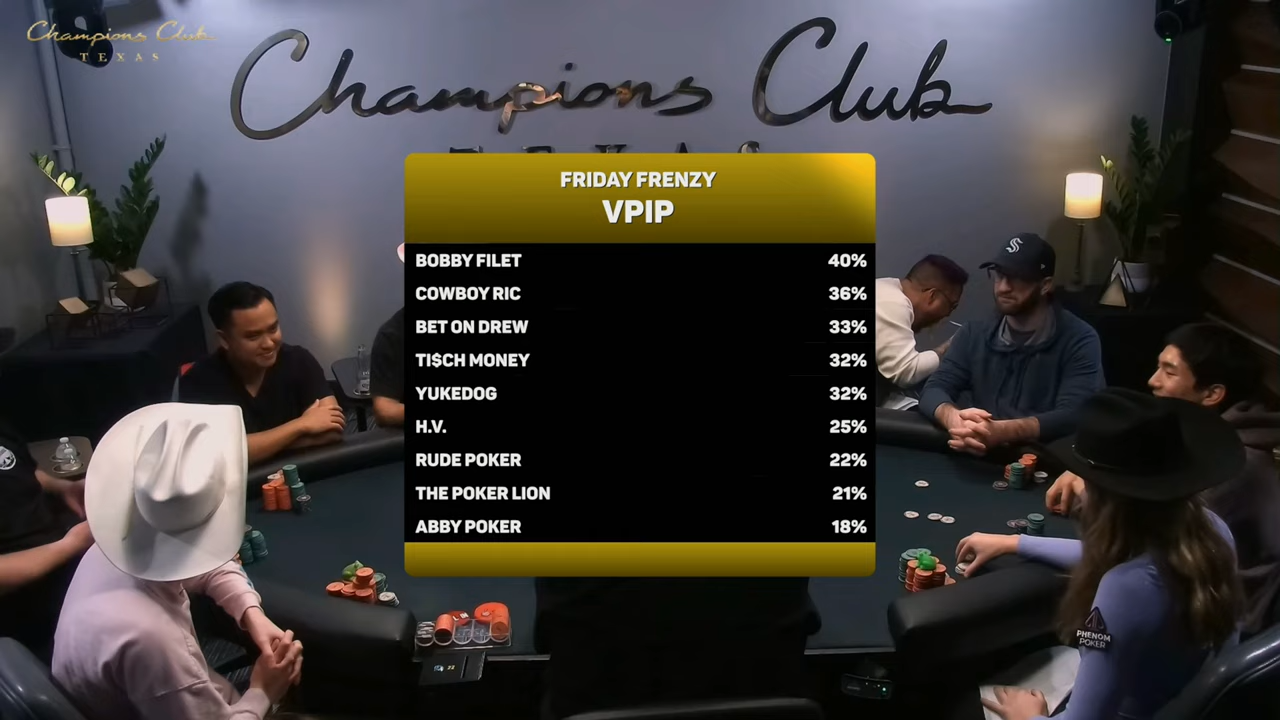 Champions Club
TEXAS
Champions Club
TEXAS
FRIDAY FRENZY
VPIP
BOBBY FILET 40%
COWBOY RIC 36%
BET ON DREW 33%
TI$CH MONEY 32%
YUKEDOG 32%
H.V. 25%
RUDE POKER 22%
THE POKER LION 21%
ABBY POKER 18%
PHENOM
POKER